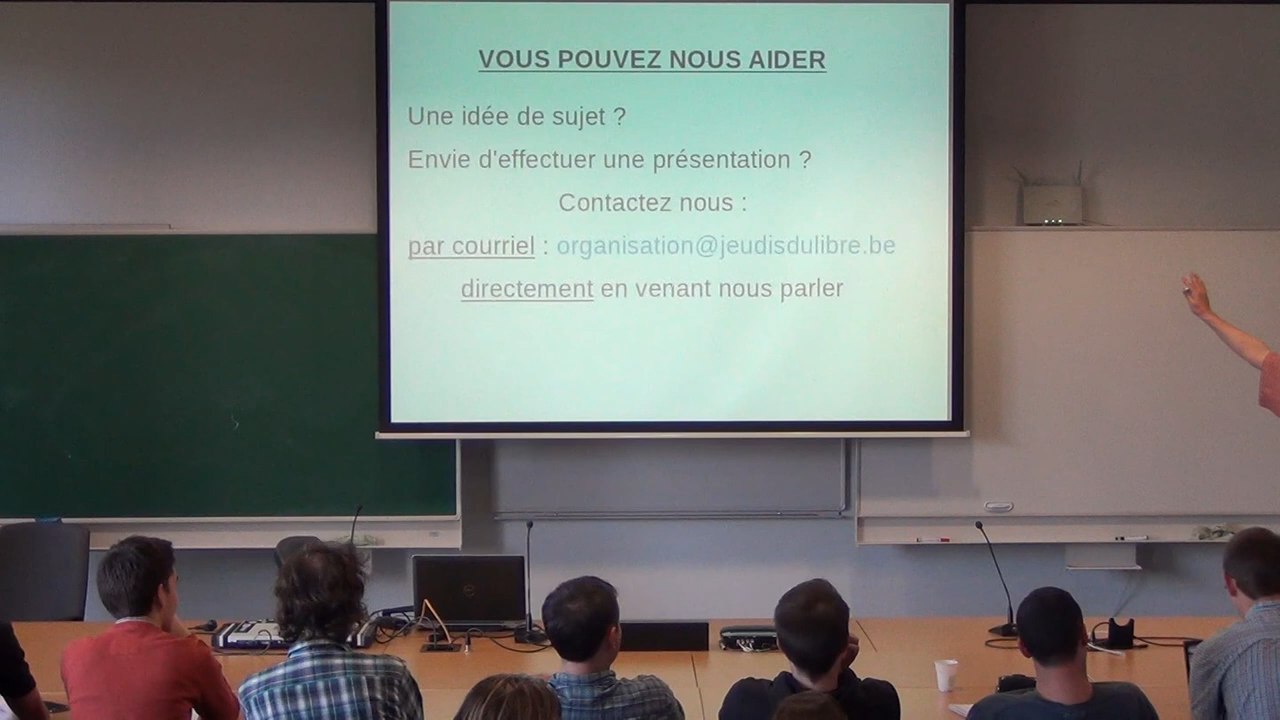 VOUS POUVEZ NOUS AIDER
Une idée de sujet ?
Envie d'effectuer une présentation ?
Contactez nous :
par courriel : organisation@jeudisdulibre.be
directement en venant nous parler